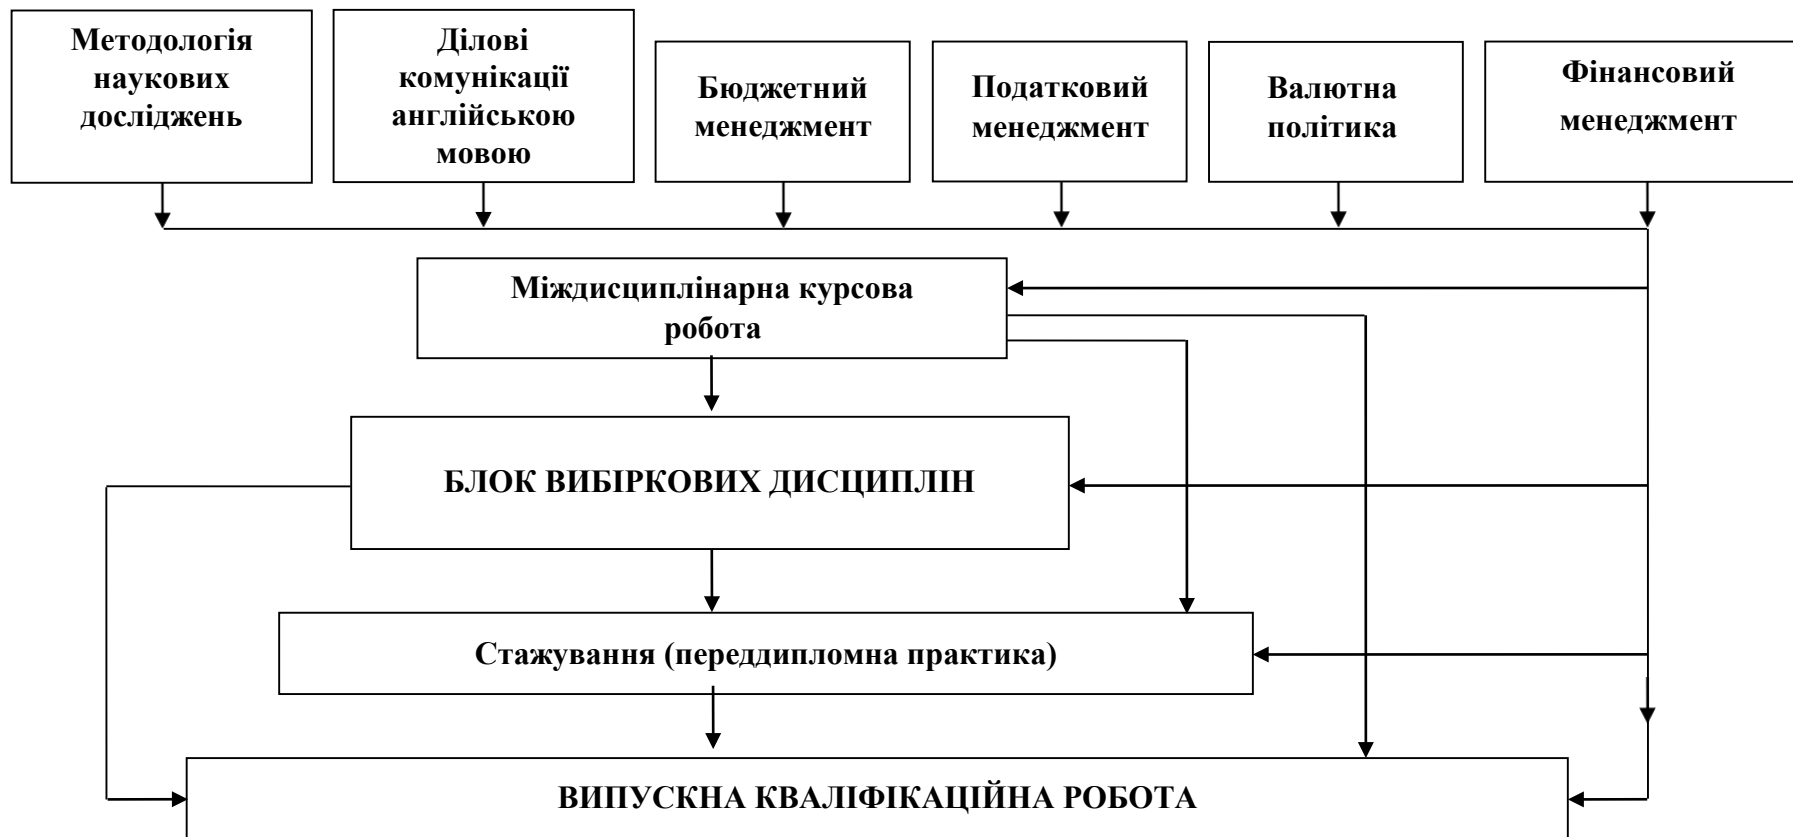 Методологія
наукових
досліджень
Ділові
комунікації
англійською
мовою
Бюджетний
менеджмент
Податковий
менеджмент
Валютна
політика
Фінансовий
менеджмент
Міждисциплінарна курсова
робота
БЛОК ВИБІРКОВИХ ДИСЦИПЛІН
Стажування (переддипломна практика)
ВИПУСКНА КВАЛІФІКАЦІЙНА РОБОТА